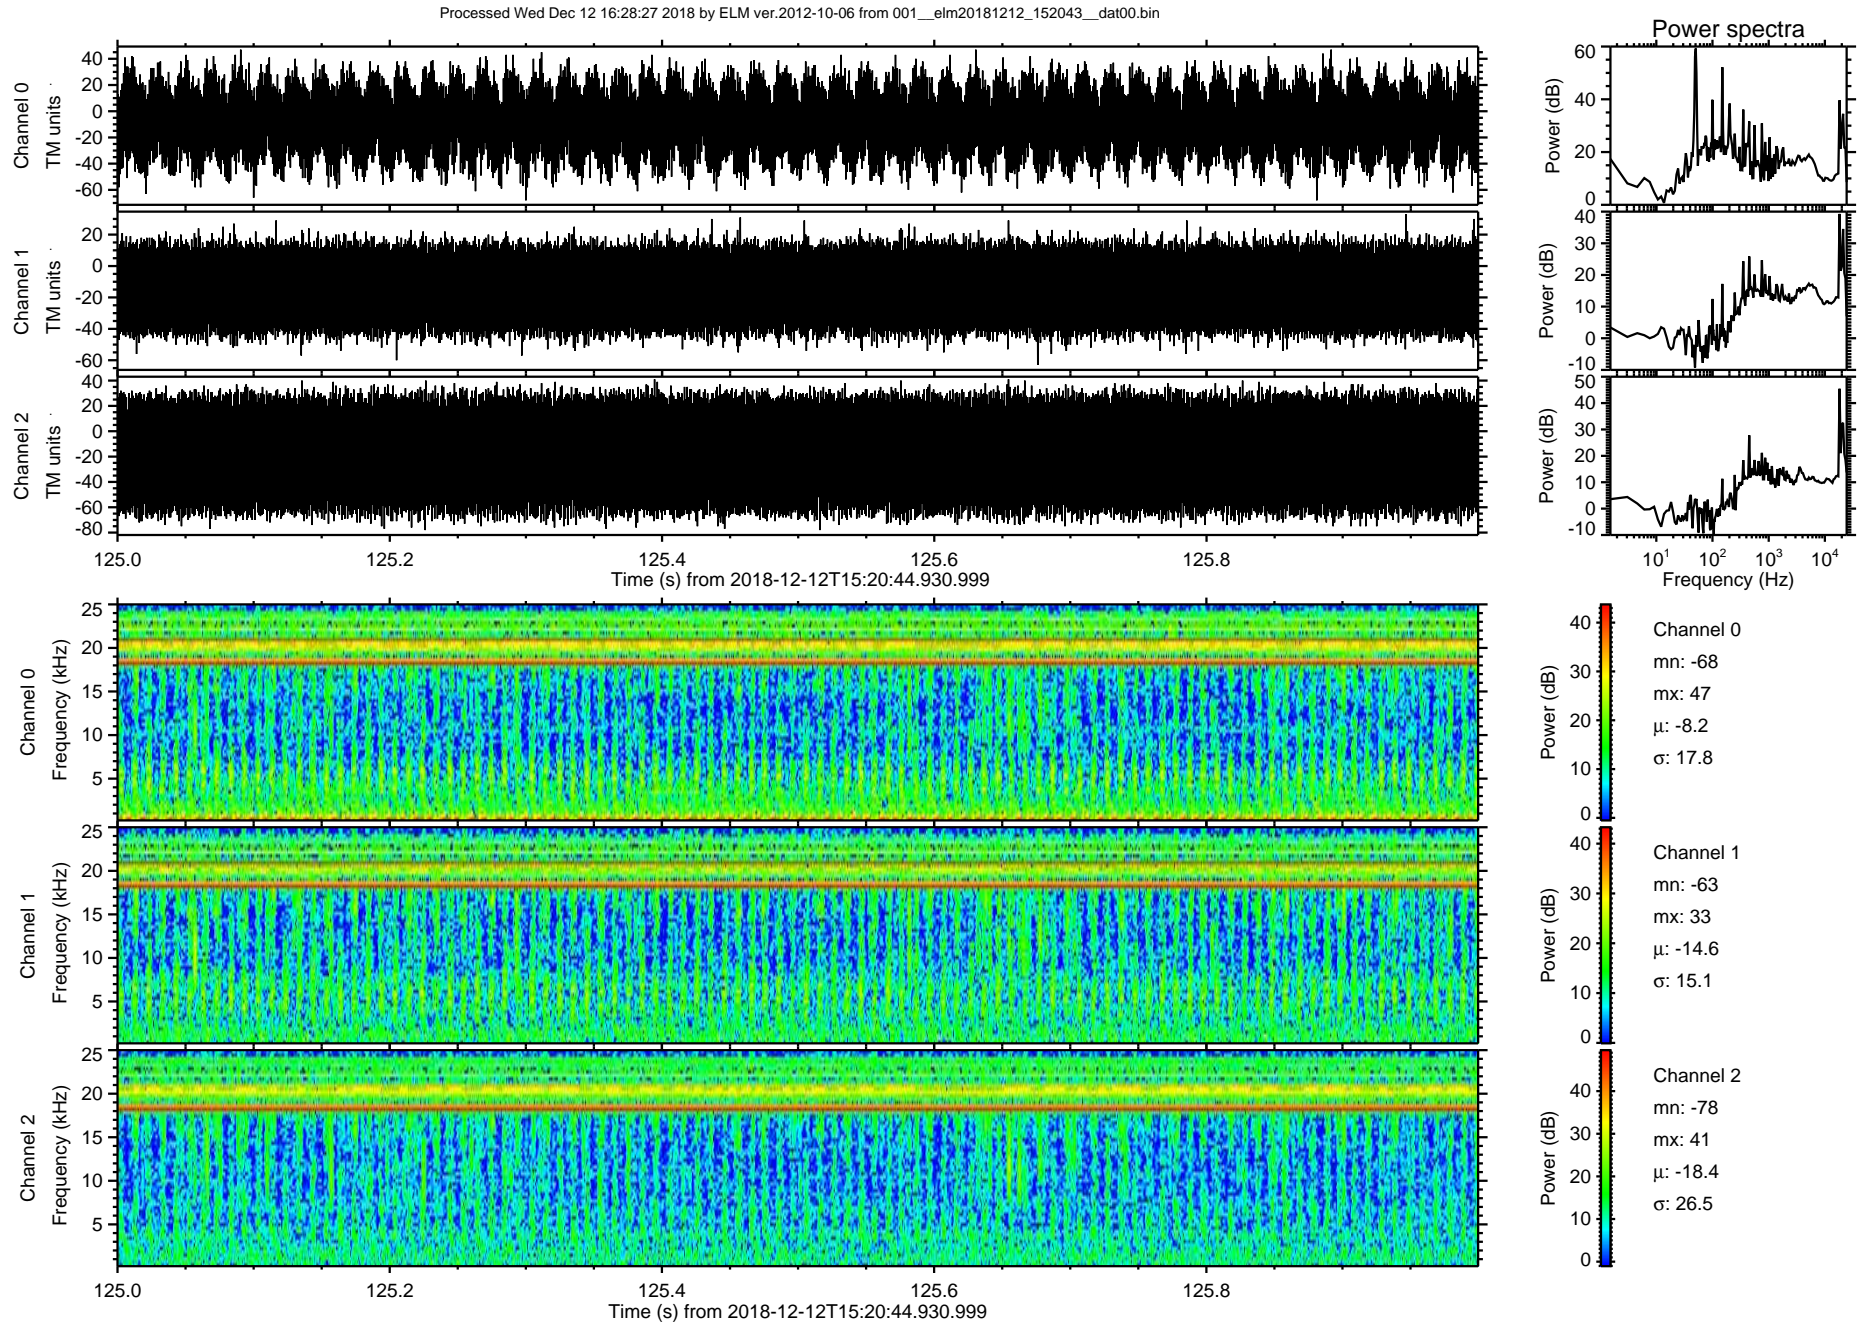 Processed Wed Dec 12 16:28:27 2018 by ELM ver.2012-10-06 from 001__elm20181212_152043__dat00.bin
Power spectra
Channel 0
TM units
40
20
0
-20
-40
-60
Power (dB)
60
40
20
0
Channel 1
TM units
20
0
-20
-40
-60
Power (dB)
40
30
20
10
0
-10
Channel 2
TM units
40
20
0
-20
-40
-60
-80
Power (dB)
50
40
30
20
10
0
-10
125.0 125.2 125.4 125.6 125.8
Time (s) from 2018-12-12T15:20:44.930.999
10¹ 10² 10³ 10⁴
Frequency (Hz)
Channel 0
Frequency (kHz)
25
20
15
10
5
Power (dB)
40
30
20
10
0
Channel 0
mn: -68
mx: 47
μ: -8.2
σ: 17.8
Channel 1
Frequency (kHz)
25
20
15
10
5
Power (dB)
40
30
20
10
0
Channel 1
mn: -63
mx: 33
μ: -14.6
σ: 15.1
Channel 2
Frequency (kHz)
25
20
15
10
5
Power (dB)
40
30
20
10
0
Channel 2
mn: -78
mx: 41
μ: -18.4
σ: 26.5
125.0 125.2 125.4 125.6 125.8
Time (s) from 2018-12-12T15:20:44.930.999